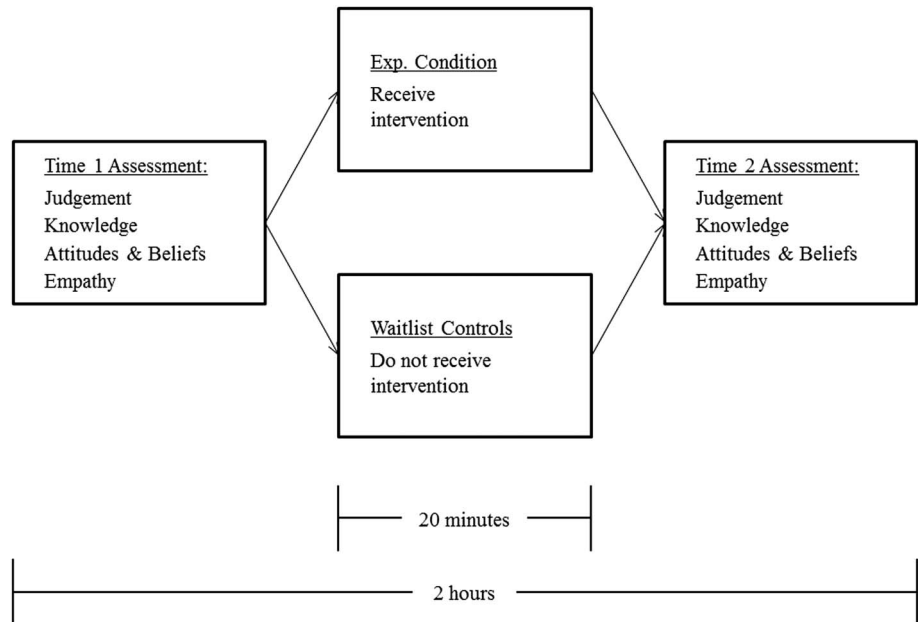 Exp. Condition
Receive
intervention
Time 1 Assessment:
Judgement
Knowledge
Attitudes & Beliefs
Empathy
Time 2 Assessment:
Judgement
Knowledge
Attitudes & Beliefs
Empathy
Waitlist Controls
Do not receive
intervention
20 minutes
2 hours